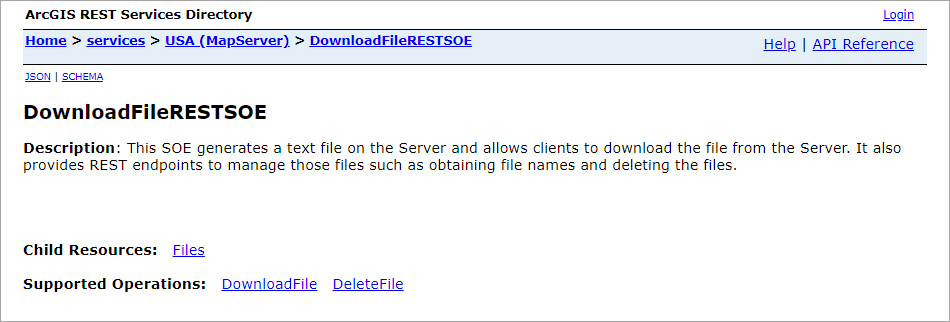 ArcGIS REST Services Directory Login
Home > services > USA (MapServer) > DownloadFileRESTSOE Help | API Reference
JSON | SCHEMA
DownloadFileRESTSOE
Description: This SOE generates a text file on the Server and allows clients to download the file from the Server. It also
provides REST endpoints to manage those files such as obtaining file names and deleting the files.
Child Resources: Files
Supported Operations: DownloadFile DeleteFile